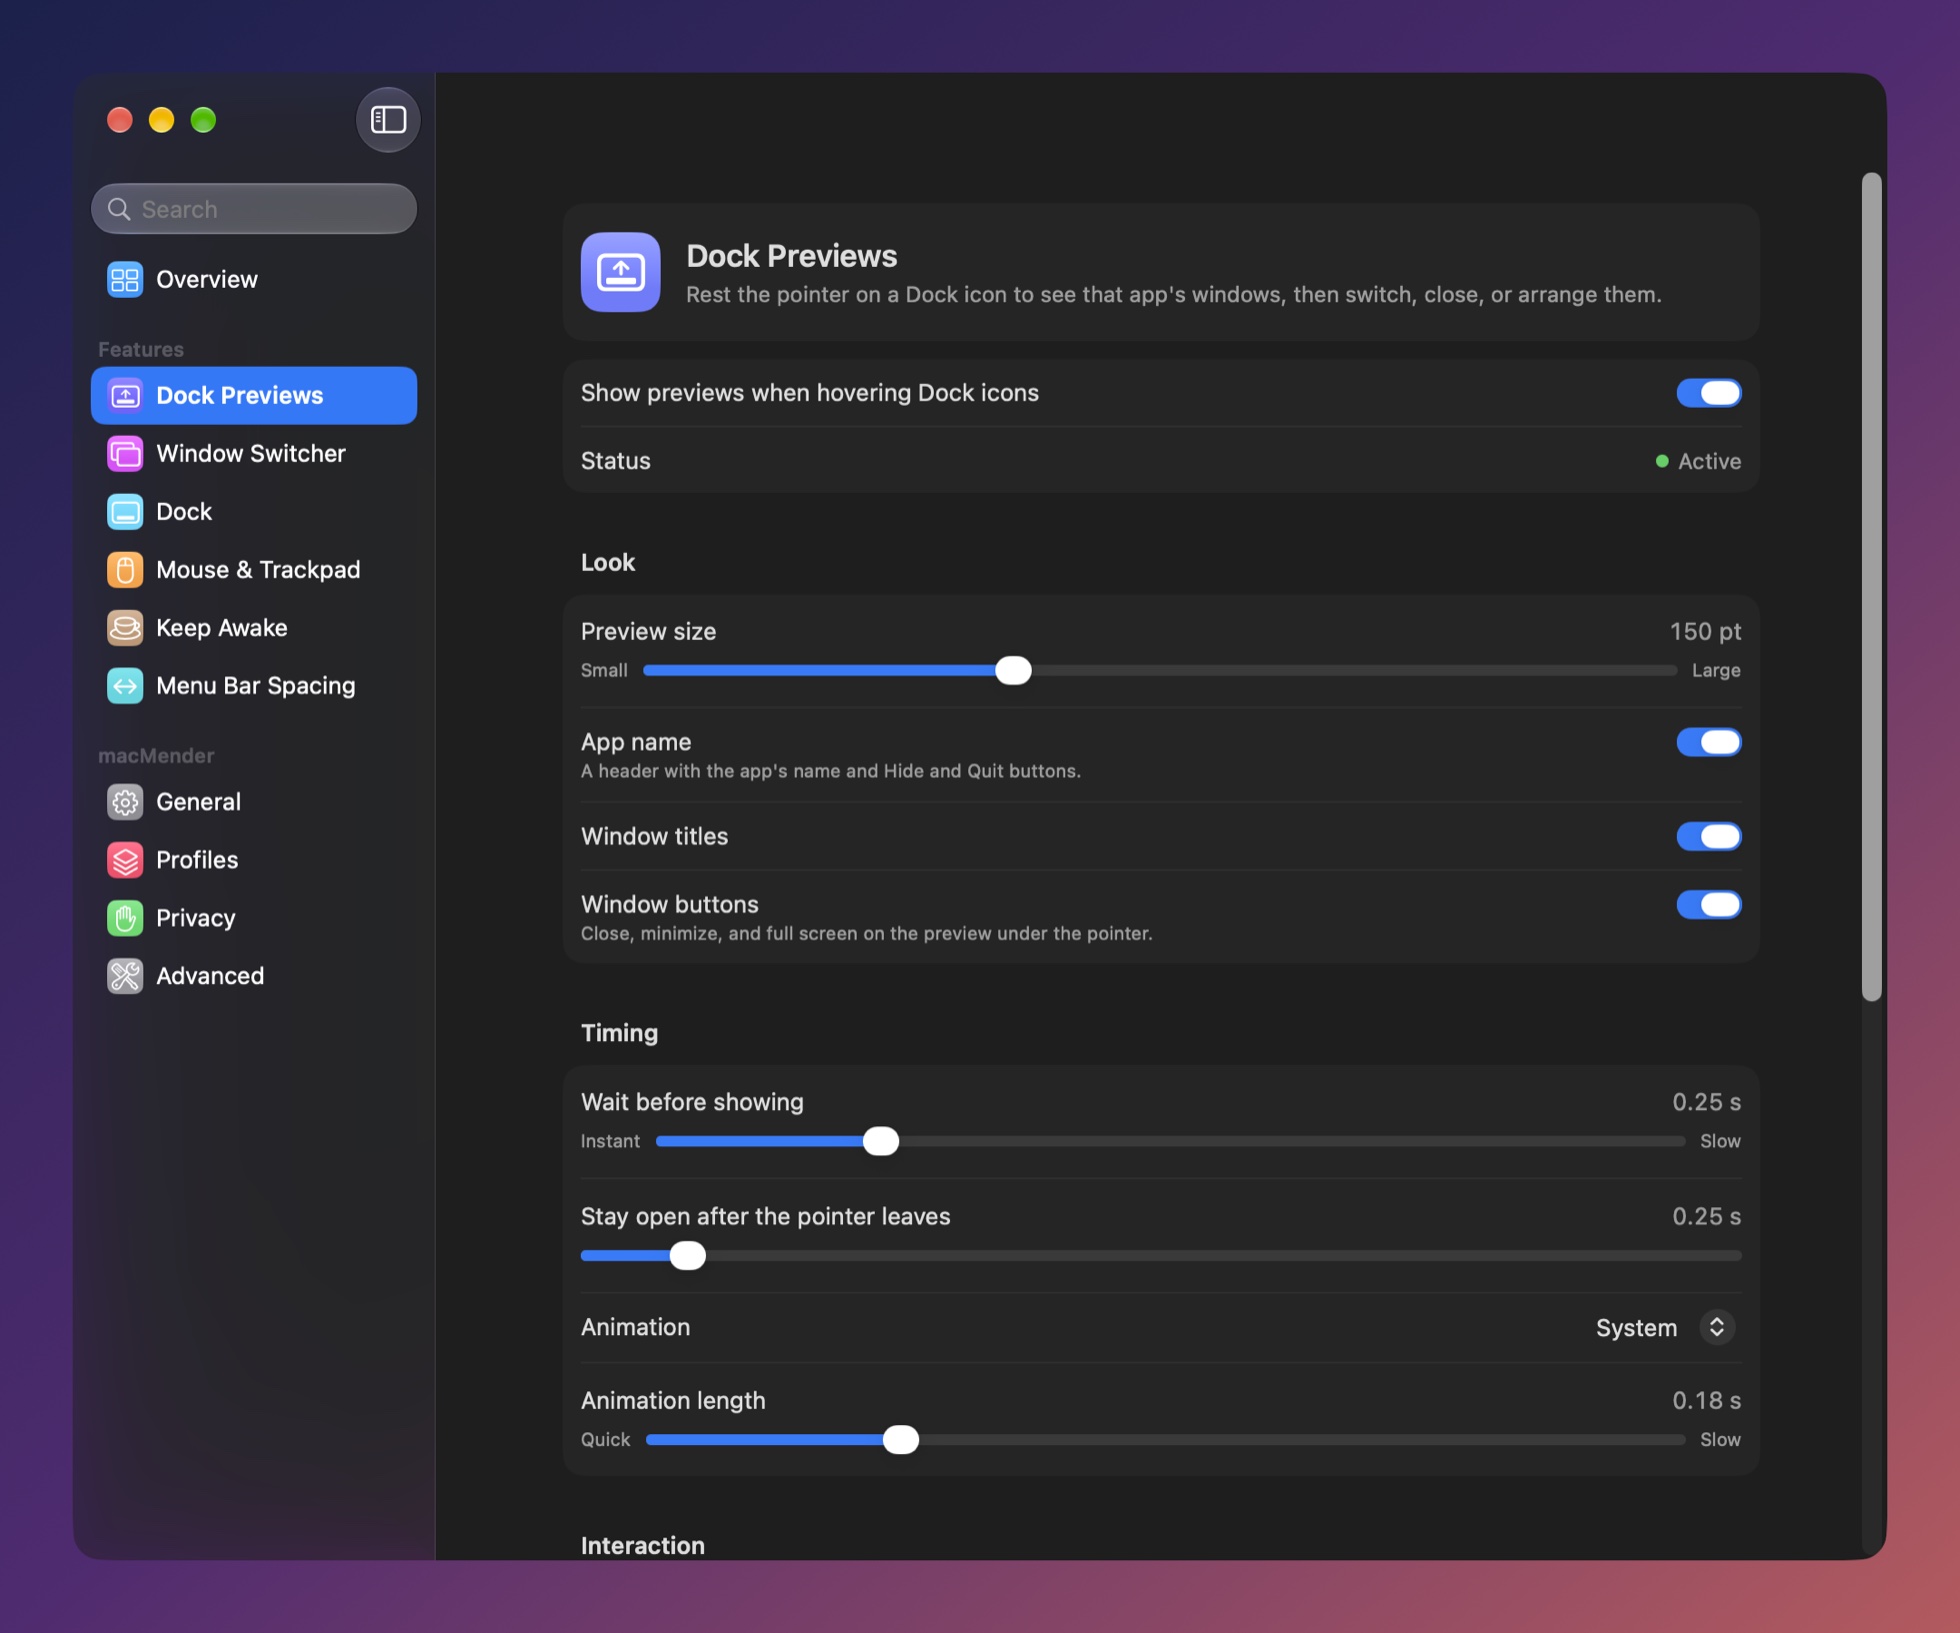 Search
Overview
Features
Dock Previews
Window Switcher
Dock
Mouse & Trackpad
Keep Awake
Menu Bar Spacing
macMender
General
Profiles
Privacy
Advanced
Dock Previews
Rest the pointer on a Dock icon to see that app's windows, then switch, close, or arrange them.
Show previews when hovering Dock icons
Status
Active
Look
Preview size
150 pt
Small
Large
App name
A header with the app's name and Hide and Quit buttons.
Window titles
Window buttons
Close, minimize, and full screen on the preview under the pointer.
Timing
Wait before showing
0.25 s
Instant
Slow
Stay open after the pointer leaves
0.25 s
Animation
System
Animation length
0.18 s
Quick
Slow
Interaction